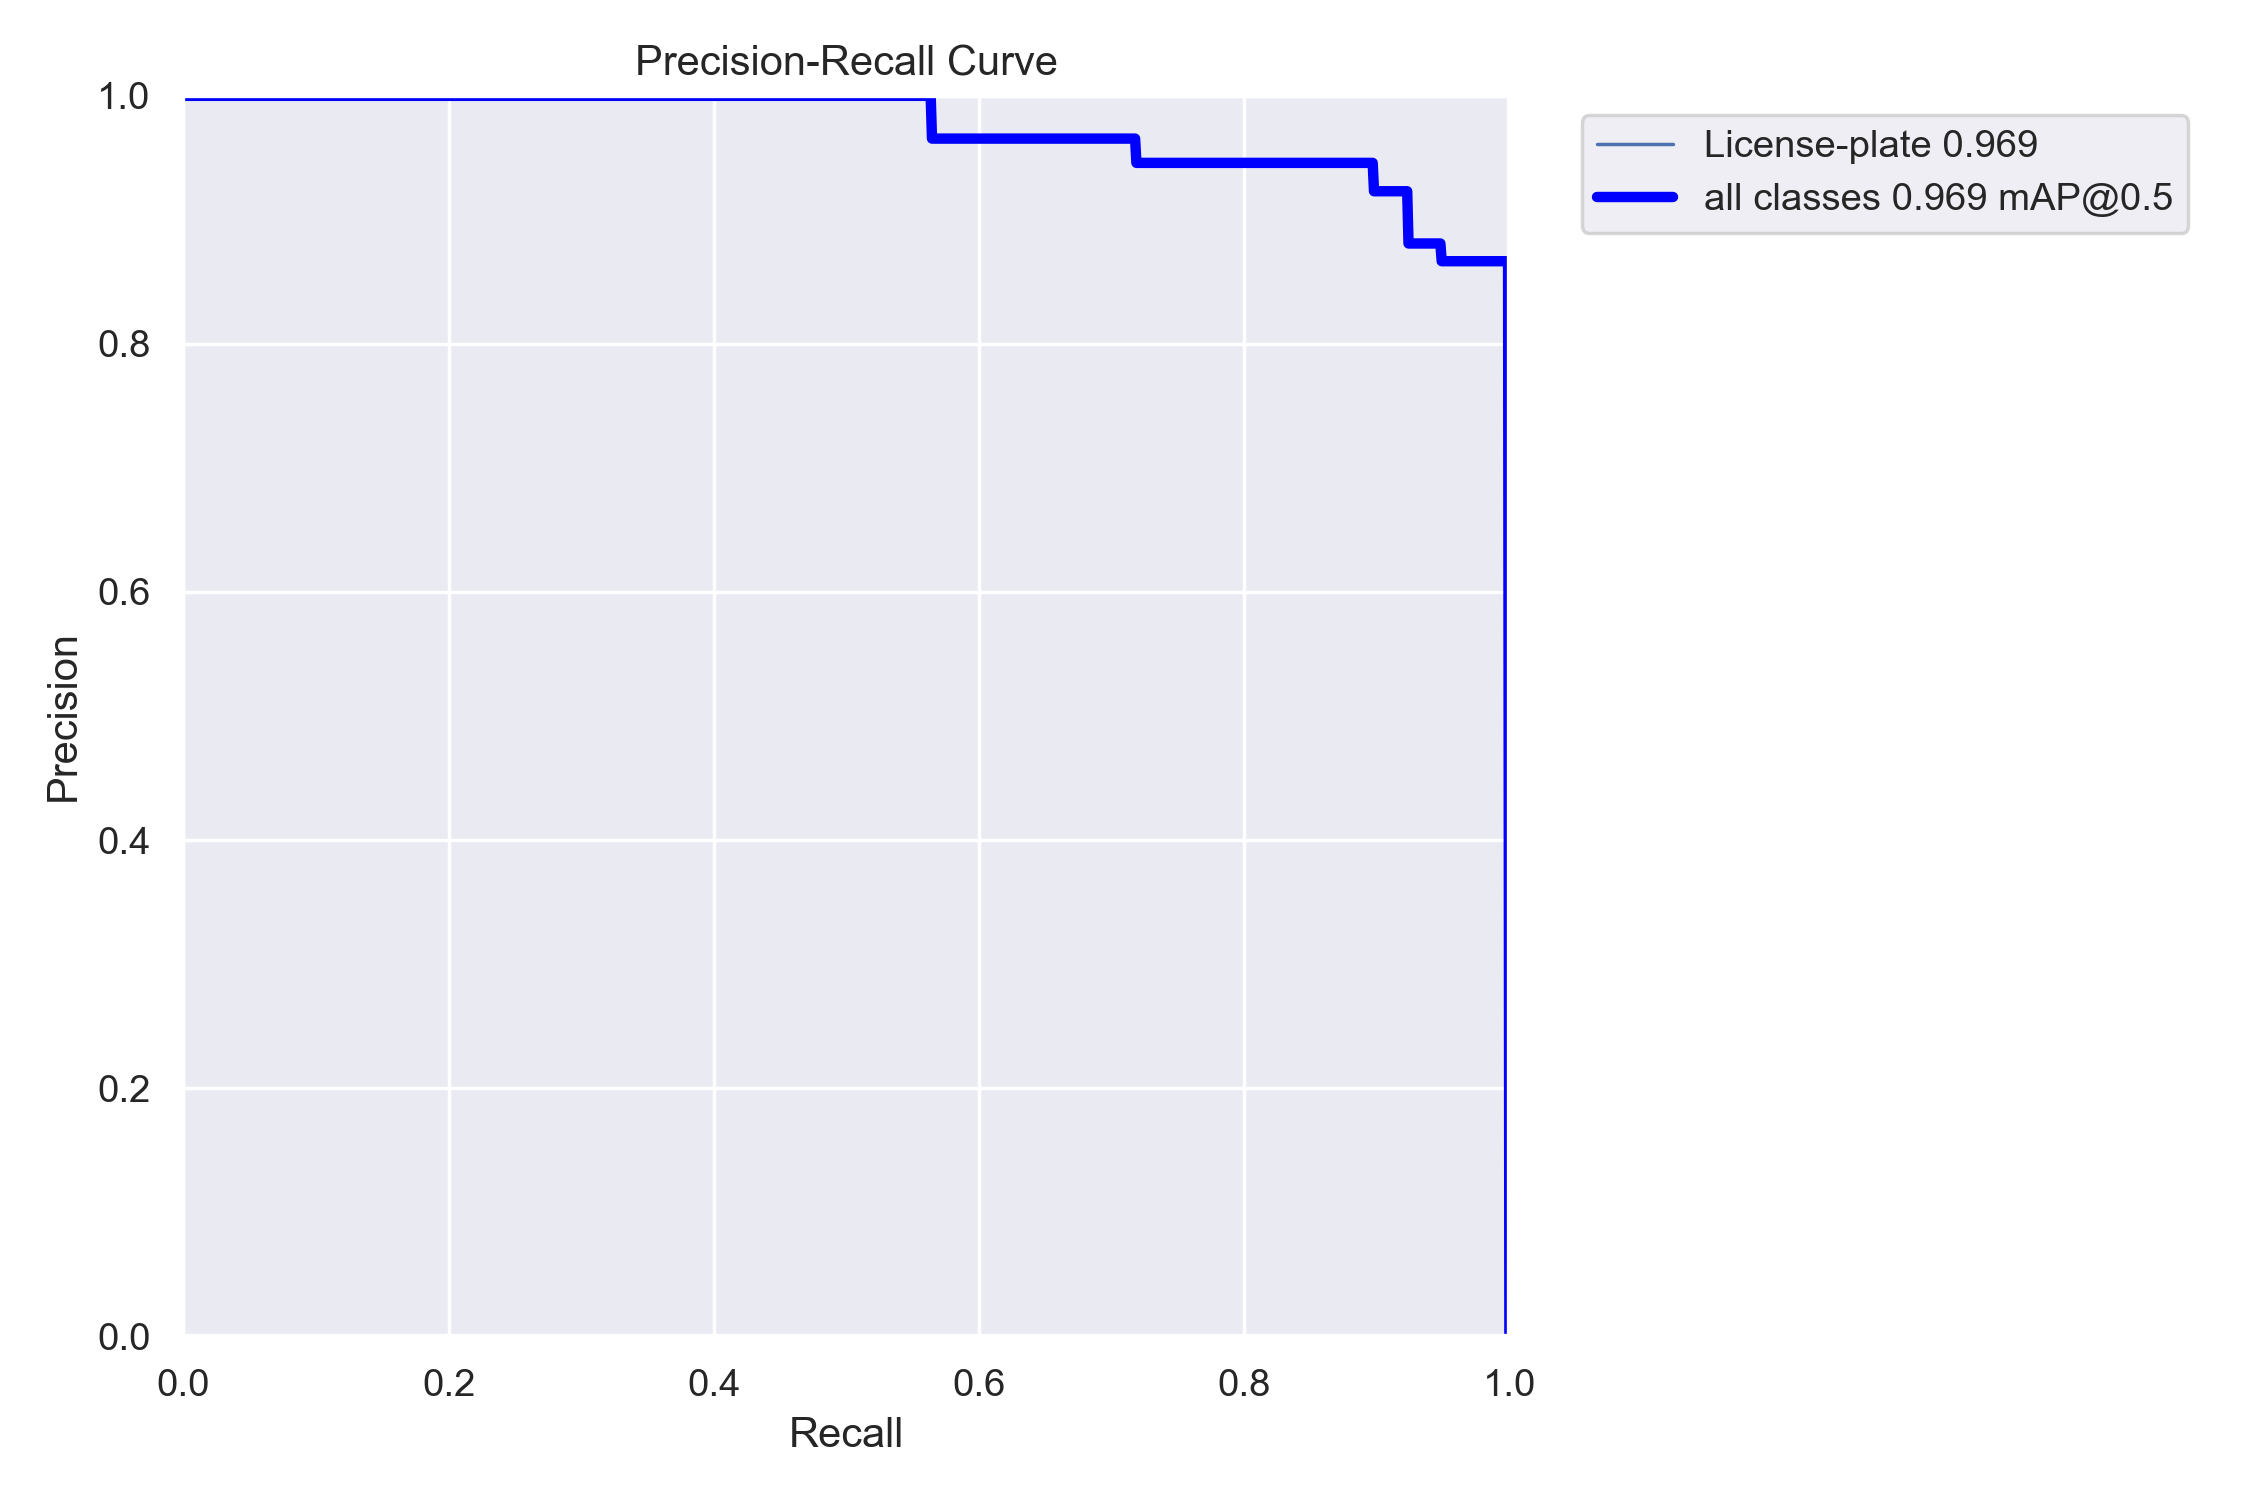 Precision-Recall Curve
1.0
0.8
0.6
0.4
0.2
0.0
Precision
0.0 0.2 0.4 0.6 0.8 1.0
Recall
License-plate 0.969
all classes 0.969 mAP@0.5